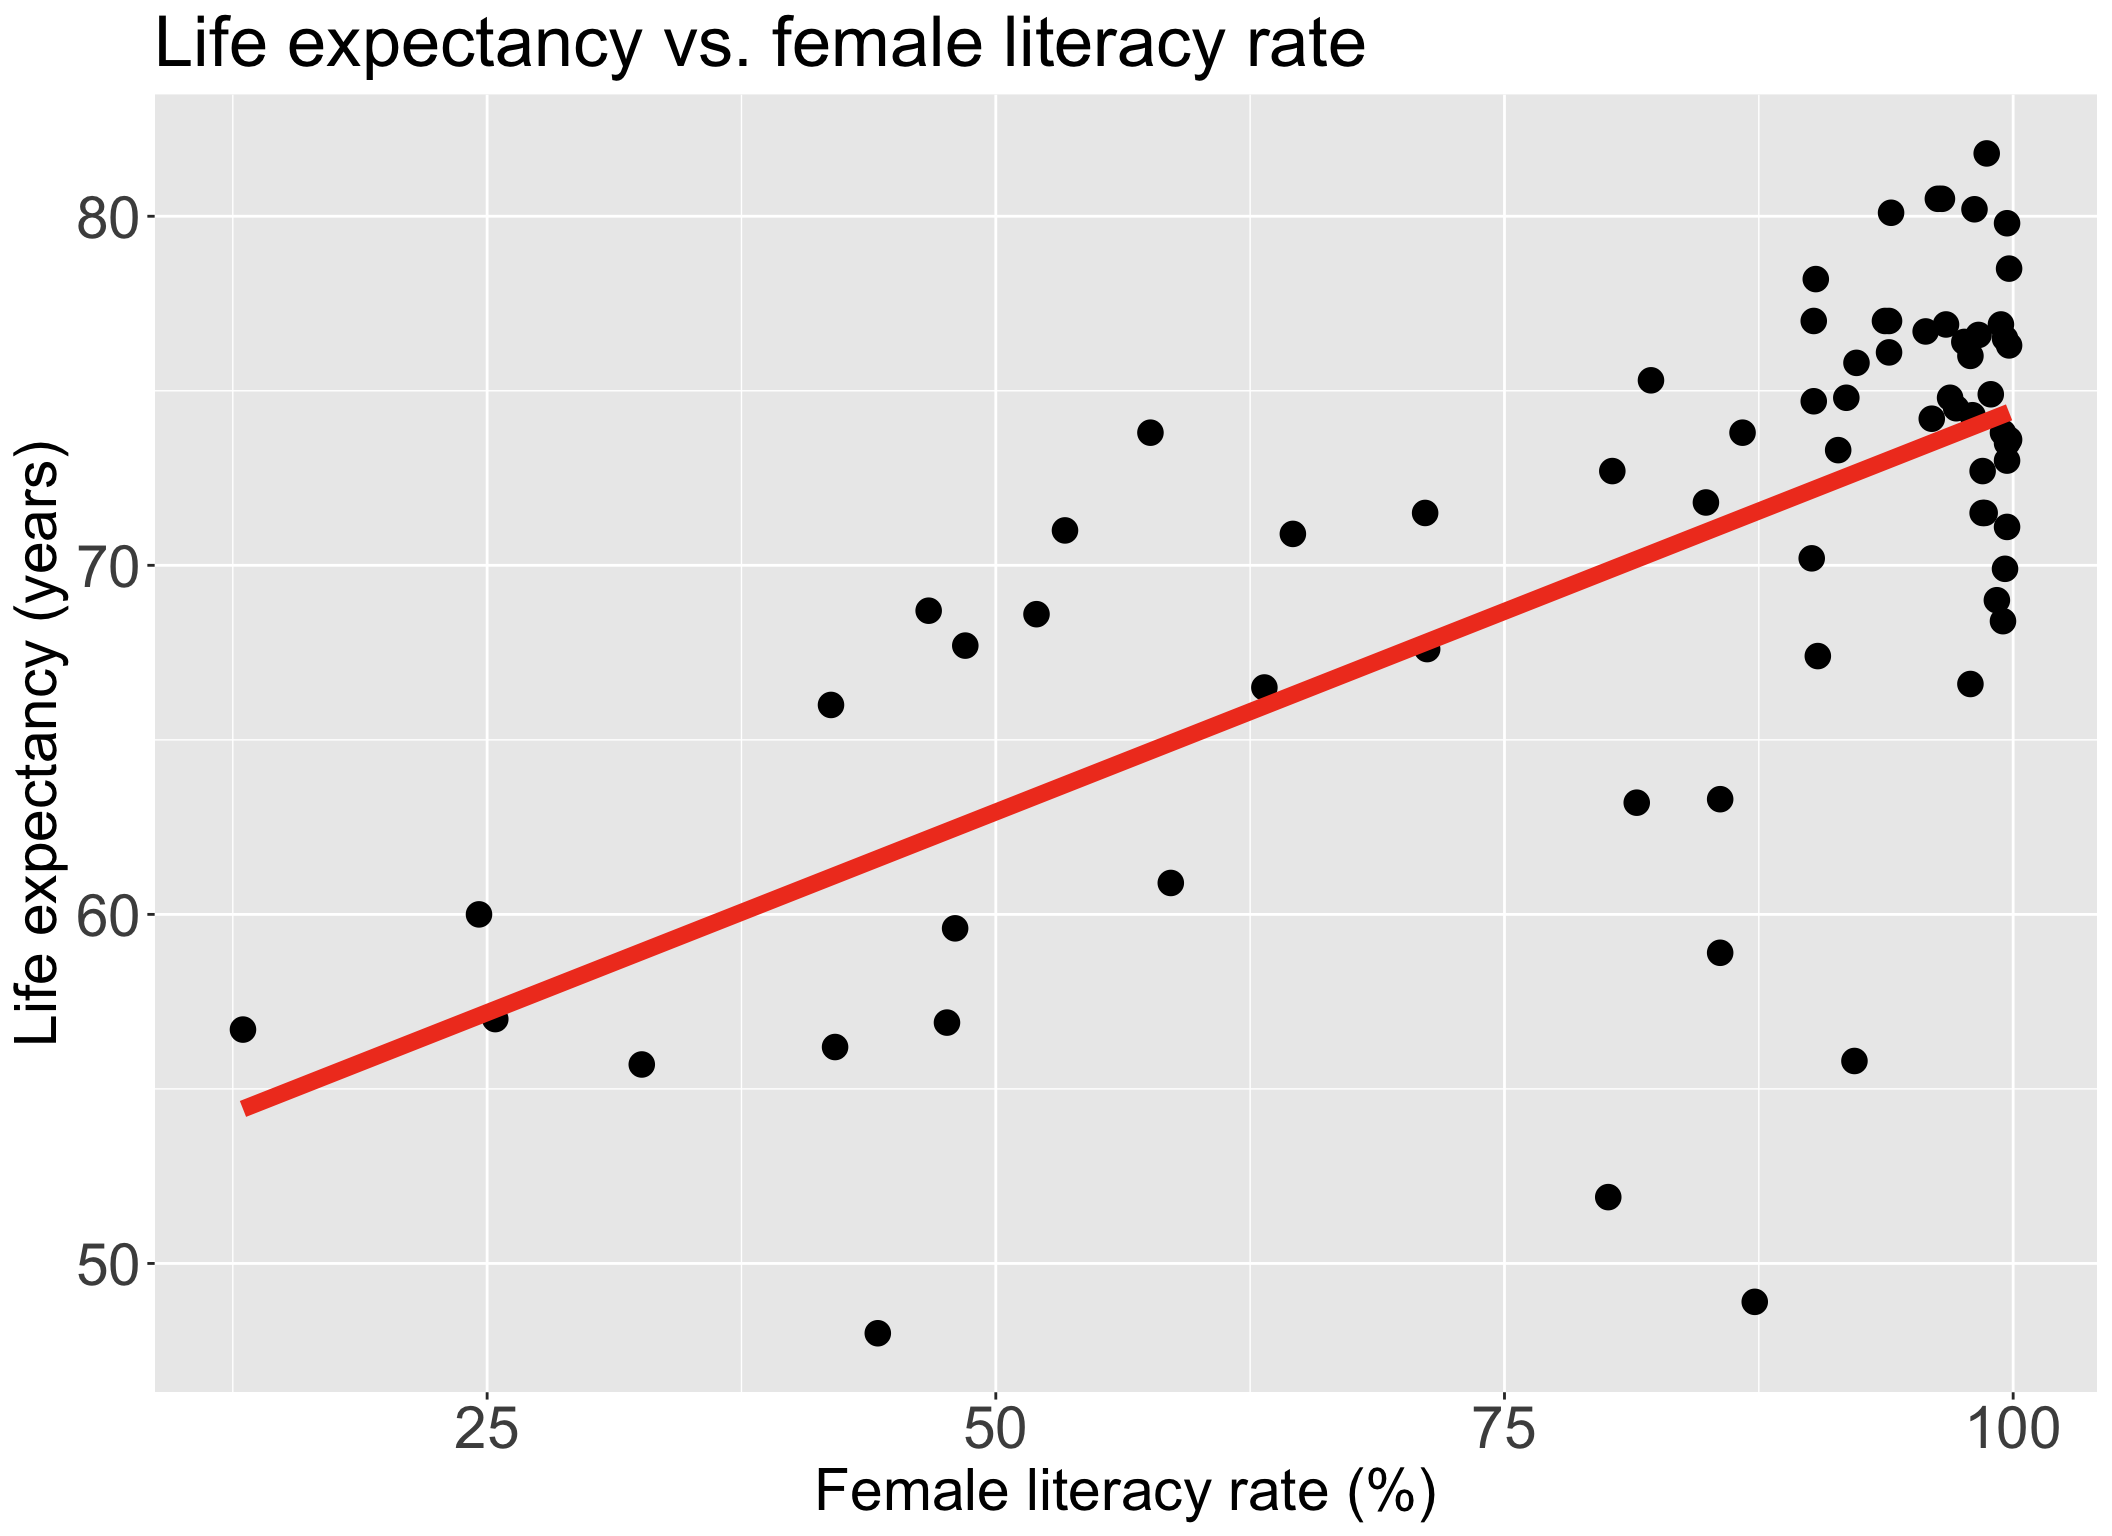 Life expectancy vs. female literacy rate
80
70
60
50
Life expectancy (years)
25 50 75 100
Female literacy rate (%)